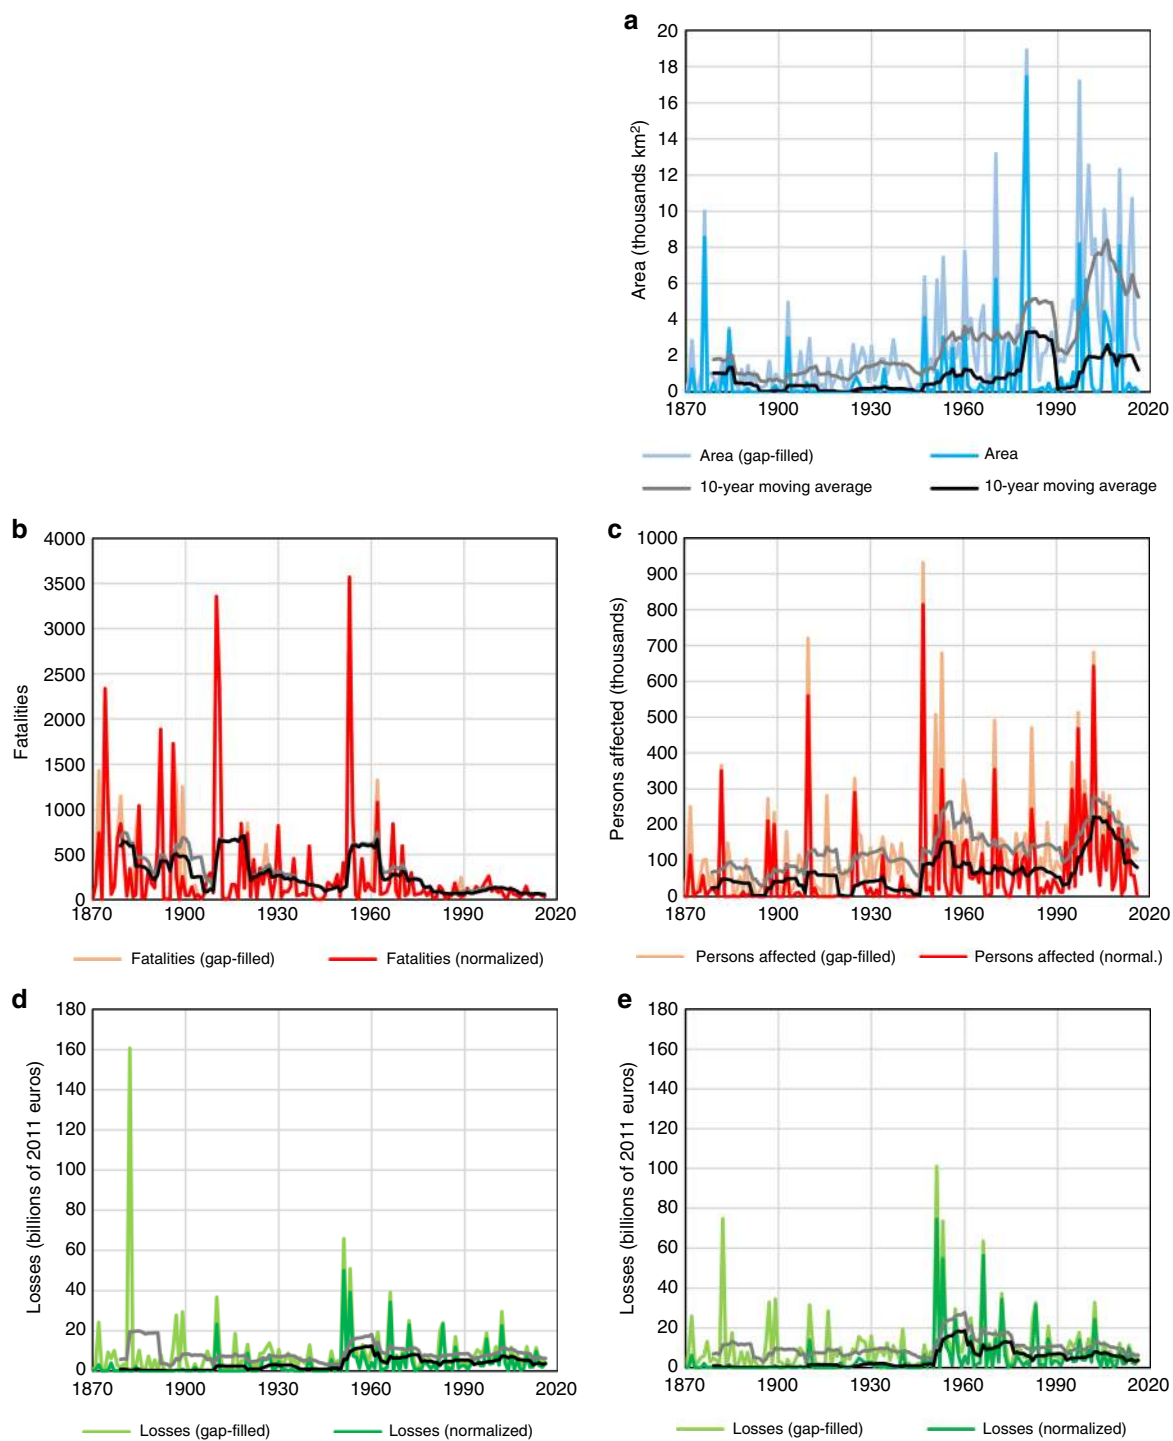 a
Area (thousands km²)
20
18
16
14
12
10
8
6
4
2
0
1870 1900 1930 1960 1990 2020
Area (gap-filled) Area
10-year moving average 10-year moving average
b
Fatalities
4000
3500
3000
2500
2000
1500
1000
500
0
1870 1900 1930 1960 1990 2020
Fatalities (gap-filled) Fatalities (normalized)
c
Persons affected (thousands)
1000
900
800
700
600
500
400
300
200
100
0
1870 1900 1930 1960 1990 2020
Persons affected (gap-filled) Persons affected (normal.)
d
Losses (billions of 2011 euros)
180
160
140
120
100
80
60
40
20
0
1870 1900 1930 1960 1990 2020
Losses (gap-filled) Losses (normalized)
e
Losses (billions of 2011 euros)
180
160
140
120
100
80
60
40
20
0
1870 1900 1930 1960 1990 2020
Losses (gap-filled) Losses (normalized)